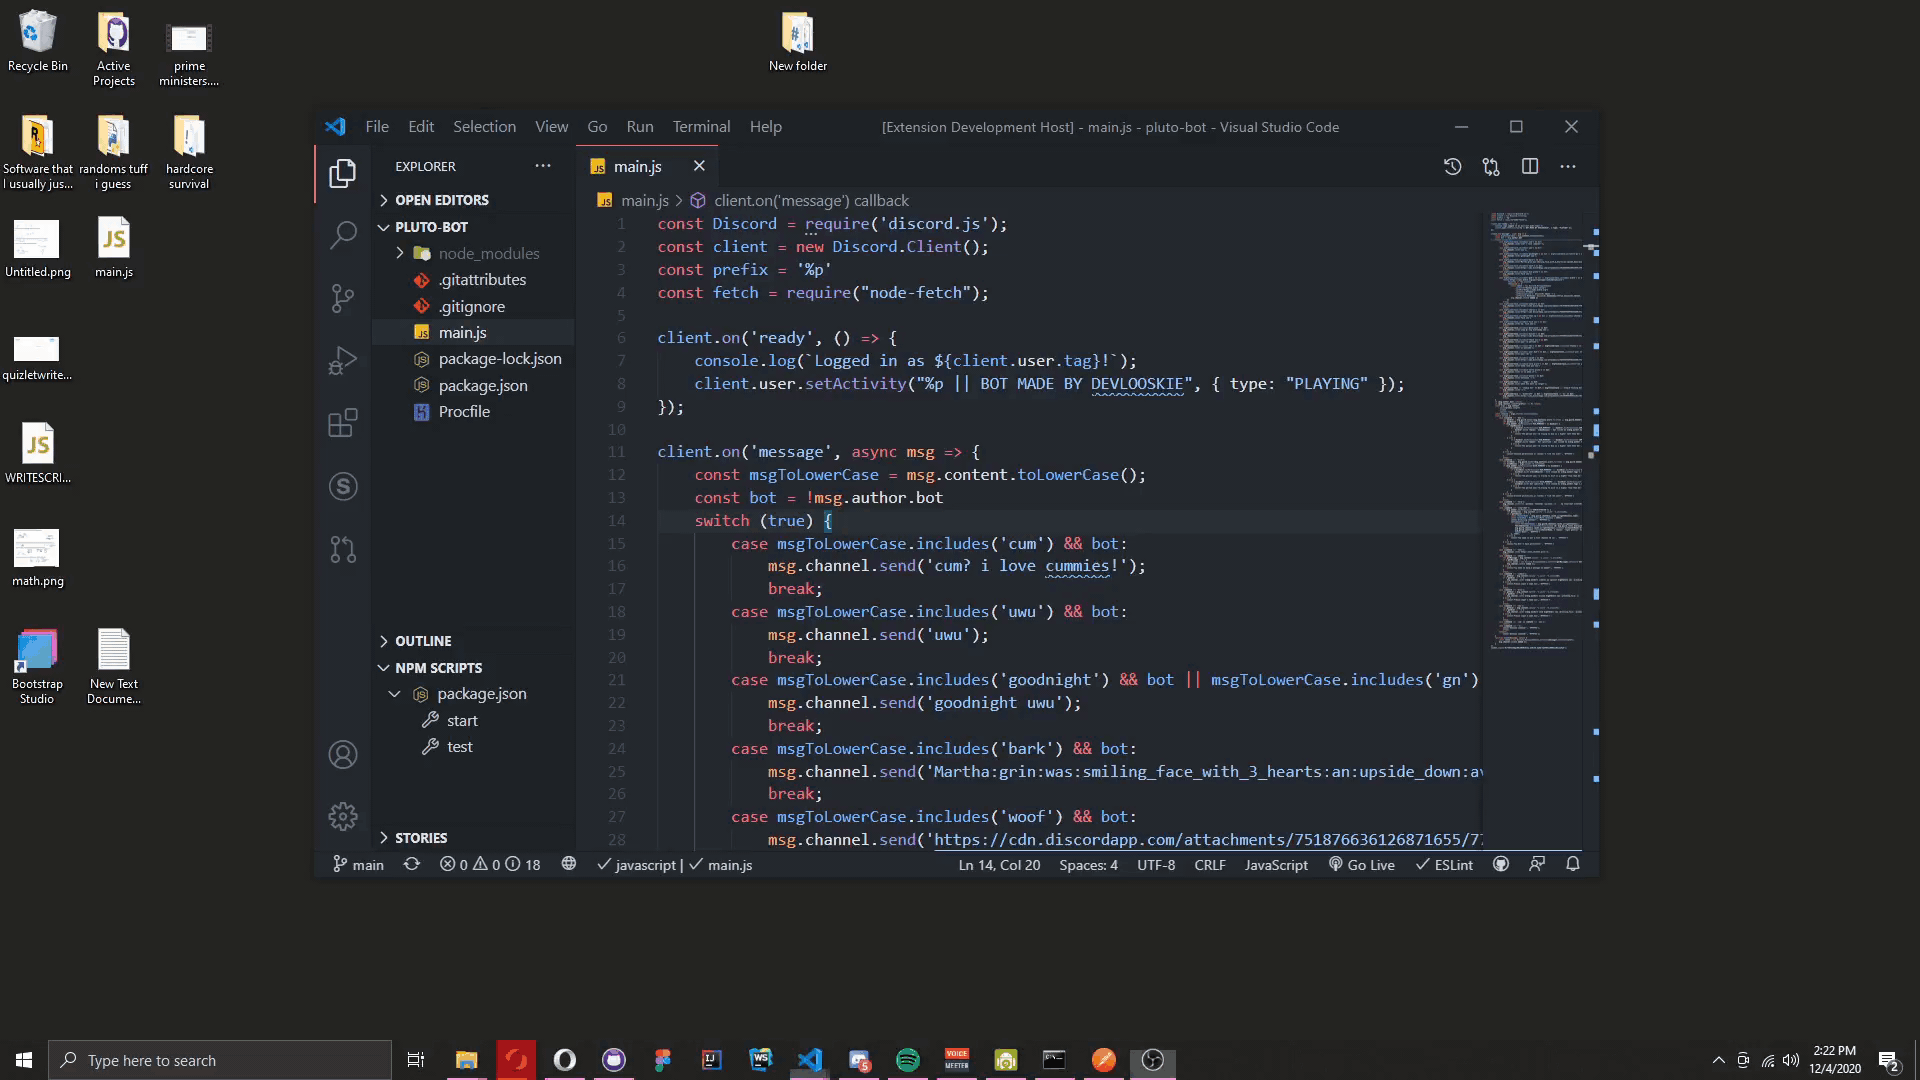 Recycle Bin
Active
Projects
prime
ministers....
New folder
Software that
I usually jus...
randoms tuff
i guess
hardcore
survival
Untitled.png
main.js
quizletwrite...
WRITESCRI...
math.png
Bootstrap
Studio
New Text
Docume...
File Edit Selection View Go Run Terminal Help
[Extension Development Host] - main.js - pluto-bot - Visual Studio Code
EXPLORER
OPEN EDITORS
PLUTO-BOT
node_modules
.gitattributes
.gitignore
main.js
package-lock.json
package.json
Procfile
OUTLINE
NPM SCRIPTS
package.json
start
test
STORIES
main.js
main.js > client.on('message') callback
1 const Discord = require('discord.js');
2 const client = new Discord.Client();
3 const prefix = '%p'
4 const fetch = require("node-fetch");
5
6 client.on('ready', () => {
7 console.log(`Logged in as ${client.user.tag}!`);
8 client.user.setActivity("%p || BOT MADE BY DEVLOOSKIE", { type: "PLAYING" });
9 });
10
11 client.on('message', async msg => {
12 const msgToLowerCase = msg.content.toLowerCase();
13 const bot = !msg.author.bot
14 switch (true) {
15 case msgToLowerCase.includes('cum') && bot:
16 msg.channel.send('cum? i love cummies!');
17 break;
18 case msgToLowerCase.includes('uwu') && bot:
19 msg.channel.send('uwu');
20 break;
21 case msgToLowerCase.includes('goodnight') && bot || msgToLowerCase.includes('gn')
22 msg.channel.send('goodnight uwu');
23 break;
24 case msgToLowerCase.includes('bark') && bot:
25 msg.channel.send('Martha:grin:was:smiling_face_with_3_hearts:an:upside_down:av
26 break;
27 case msgToLowerCase.includes('woof') && bot:
28 msg.channel.send('https://cdn.discordapp.com/attachments/751876636126871655/77
main 0 0 18 javascript | main.js Ln 14, Col 20 Spaces: 4 UTF-8 CRLF JavaScript Go Live ESLint
Type here to search
2:22 PM
12/4/2020
2